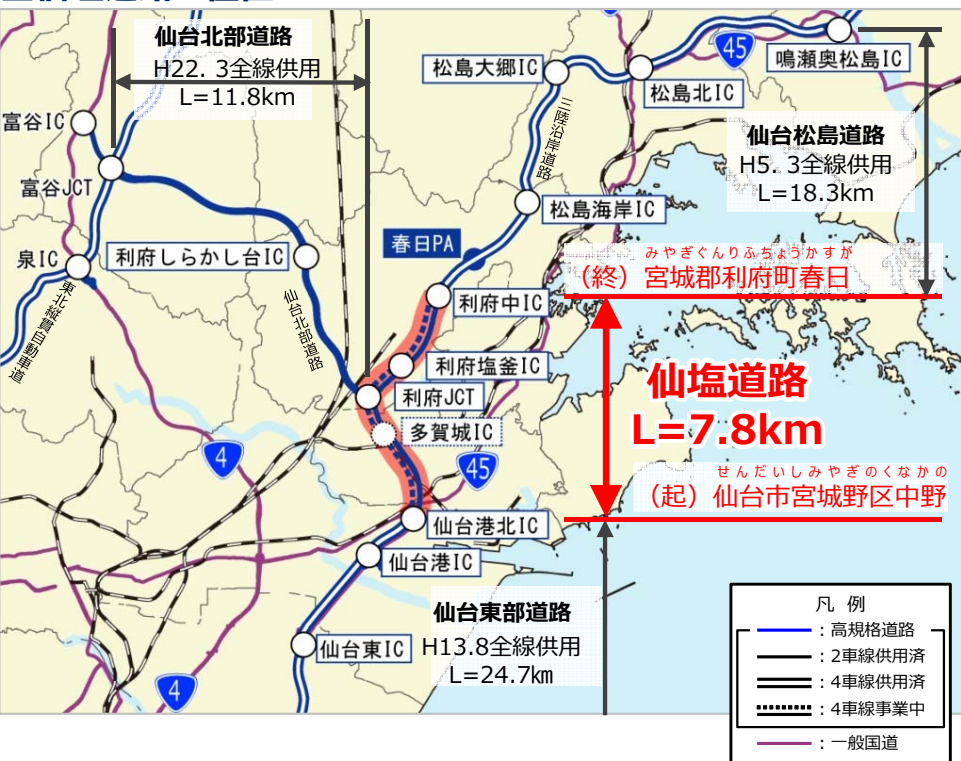 仙台北部道路
H22. 3全線供用
L=11.8km
45
鳴瀬奥松島IC
松島大郷IC
松島北IC
富谷IC
三陸沿岸道路
仙台松島道路
H5. 3全線供用
L=18.3km
富谷JCT
松島海岸IC
春日PA
泉IC
利府しらかし台IC
みやぎぐんりふちょうかすが
(終) 宮城郡利府町春日
東北縦貫自動車道
仙台北部道路
利府中IC
利府塩釜IC
利府JCT
仙塩道路
L=7.8km
多賀城IC
4
45
せんだいしみやぎのくなかの
(起) 仙台市宮城野区中野
仙台港北IC
仙台港IC
仙台東部道路
H13.8全線供用
L=24.7km
仙台東IC
4
凡 例
：高規格道路
：2車線供用済
：4車線供用済
：4車線事業中
：一般国道